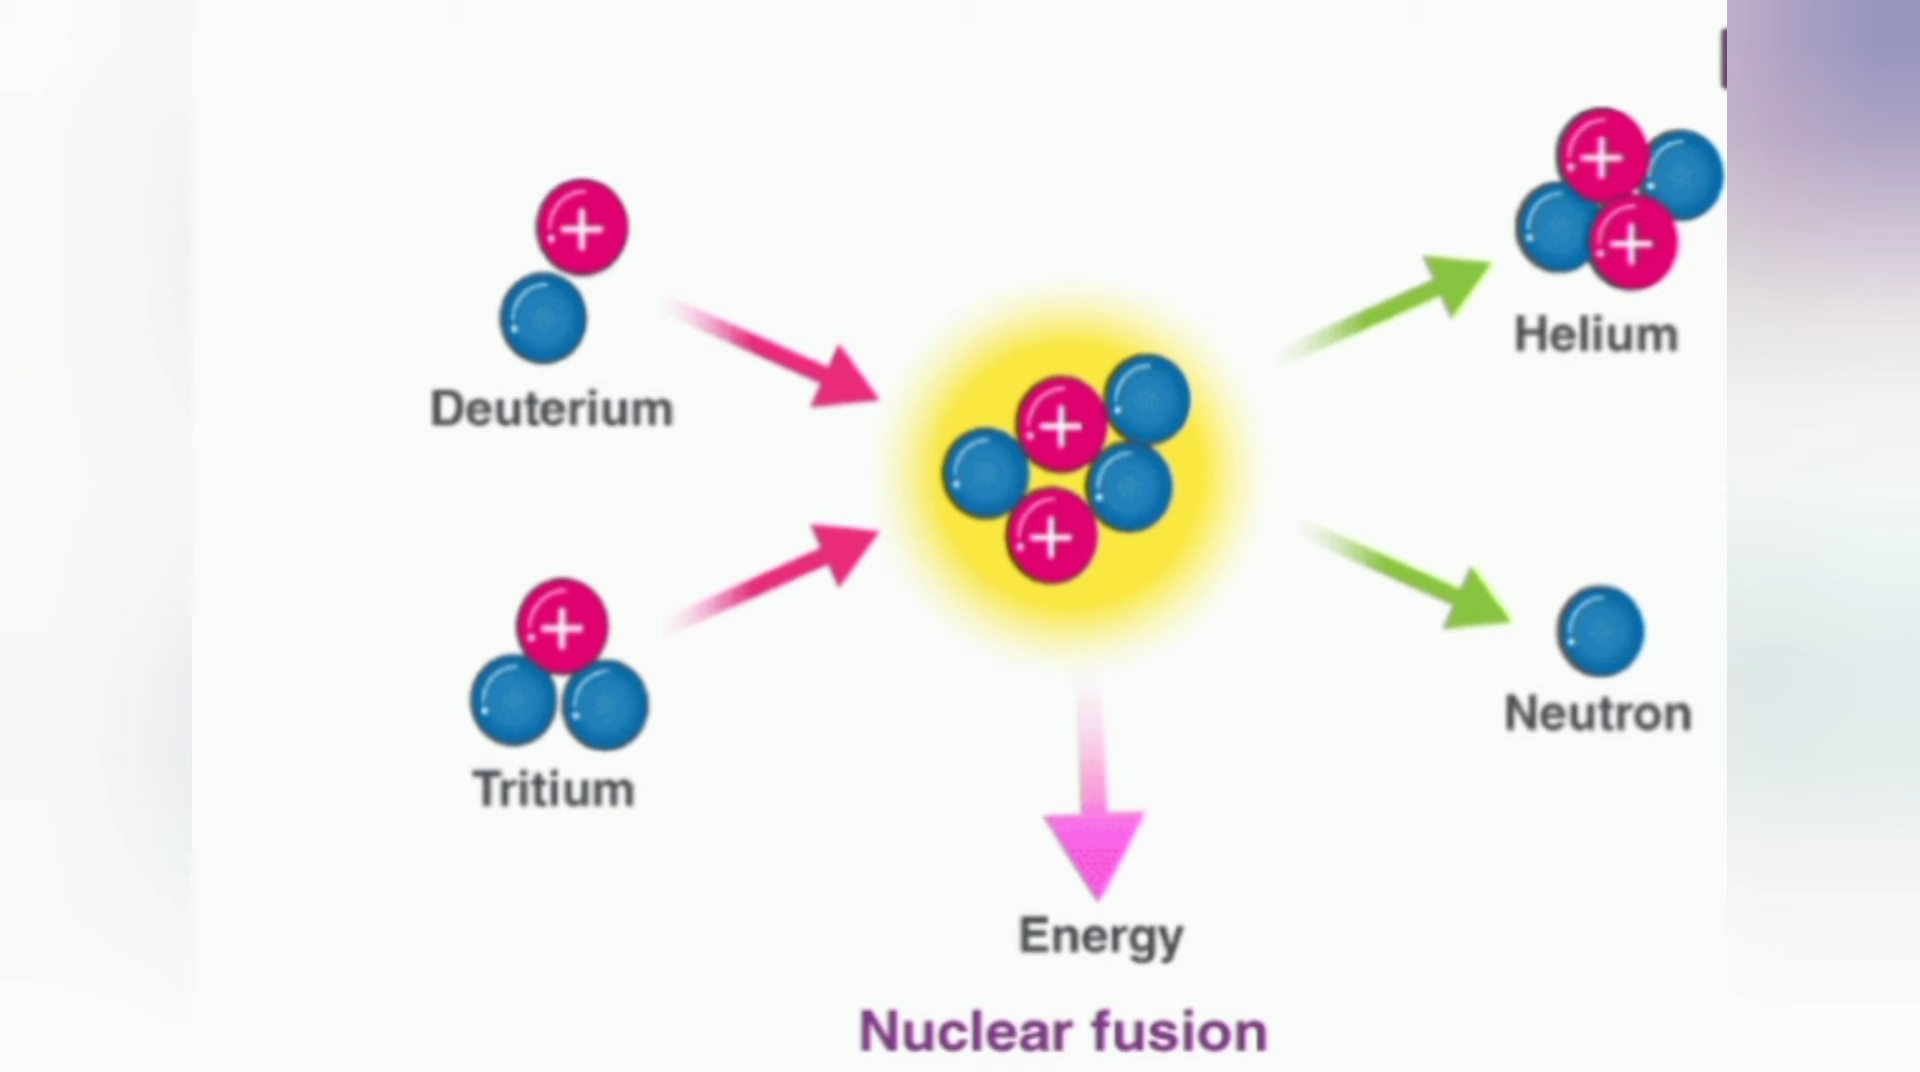 Deuterium
Helium
Tritium
Neutron
Energy
Nuclear fusion